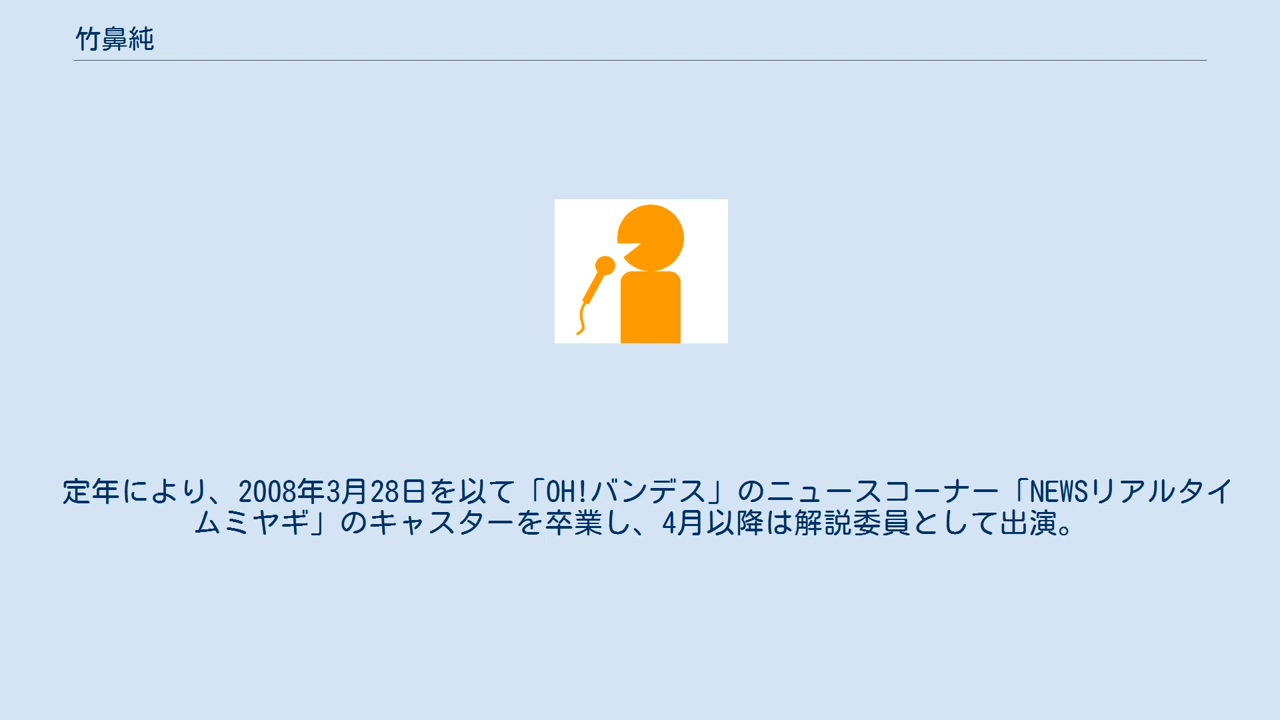 竹鼻純
定年により、2008年3月28日を以て「OH!バンデス」のニュースコーナー「NEWSリアルタイ
ムミヤギ」のキャスターを卒業し、4月以降は解説委員として出演。